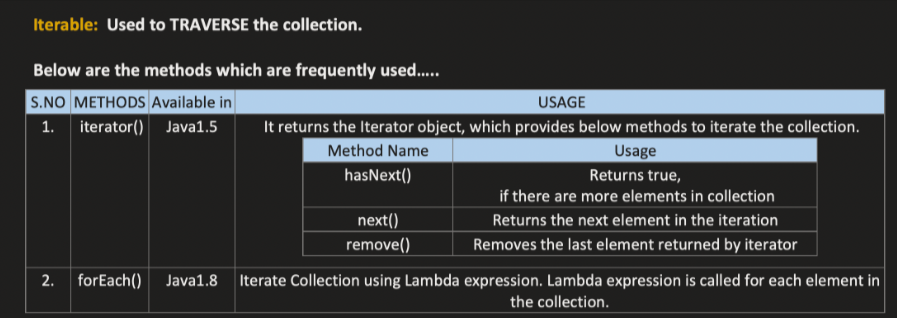 Iterable: Used to TRAVERSE the collection.
Below are the methods which are frequently used.....
S.NO METHODS Available in USAGE
1. iterator() Java1.5 It returns the Iterator object, which provides below methods to iterate the collection.
Method Name Usage
hasNext() Returns true,
if there are more elements in collection
next() Returns the next element in the iteration
remove() Removes the last element returned by iterator
2. forEach() Java1.8 Iterate Collection using Lambda expression. Lambda expression is called for each element in
the collection.